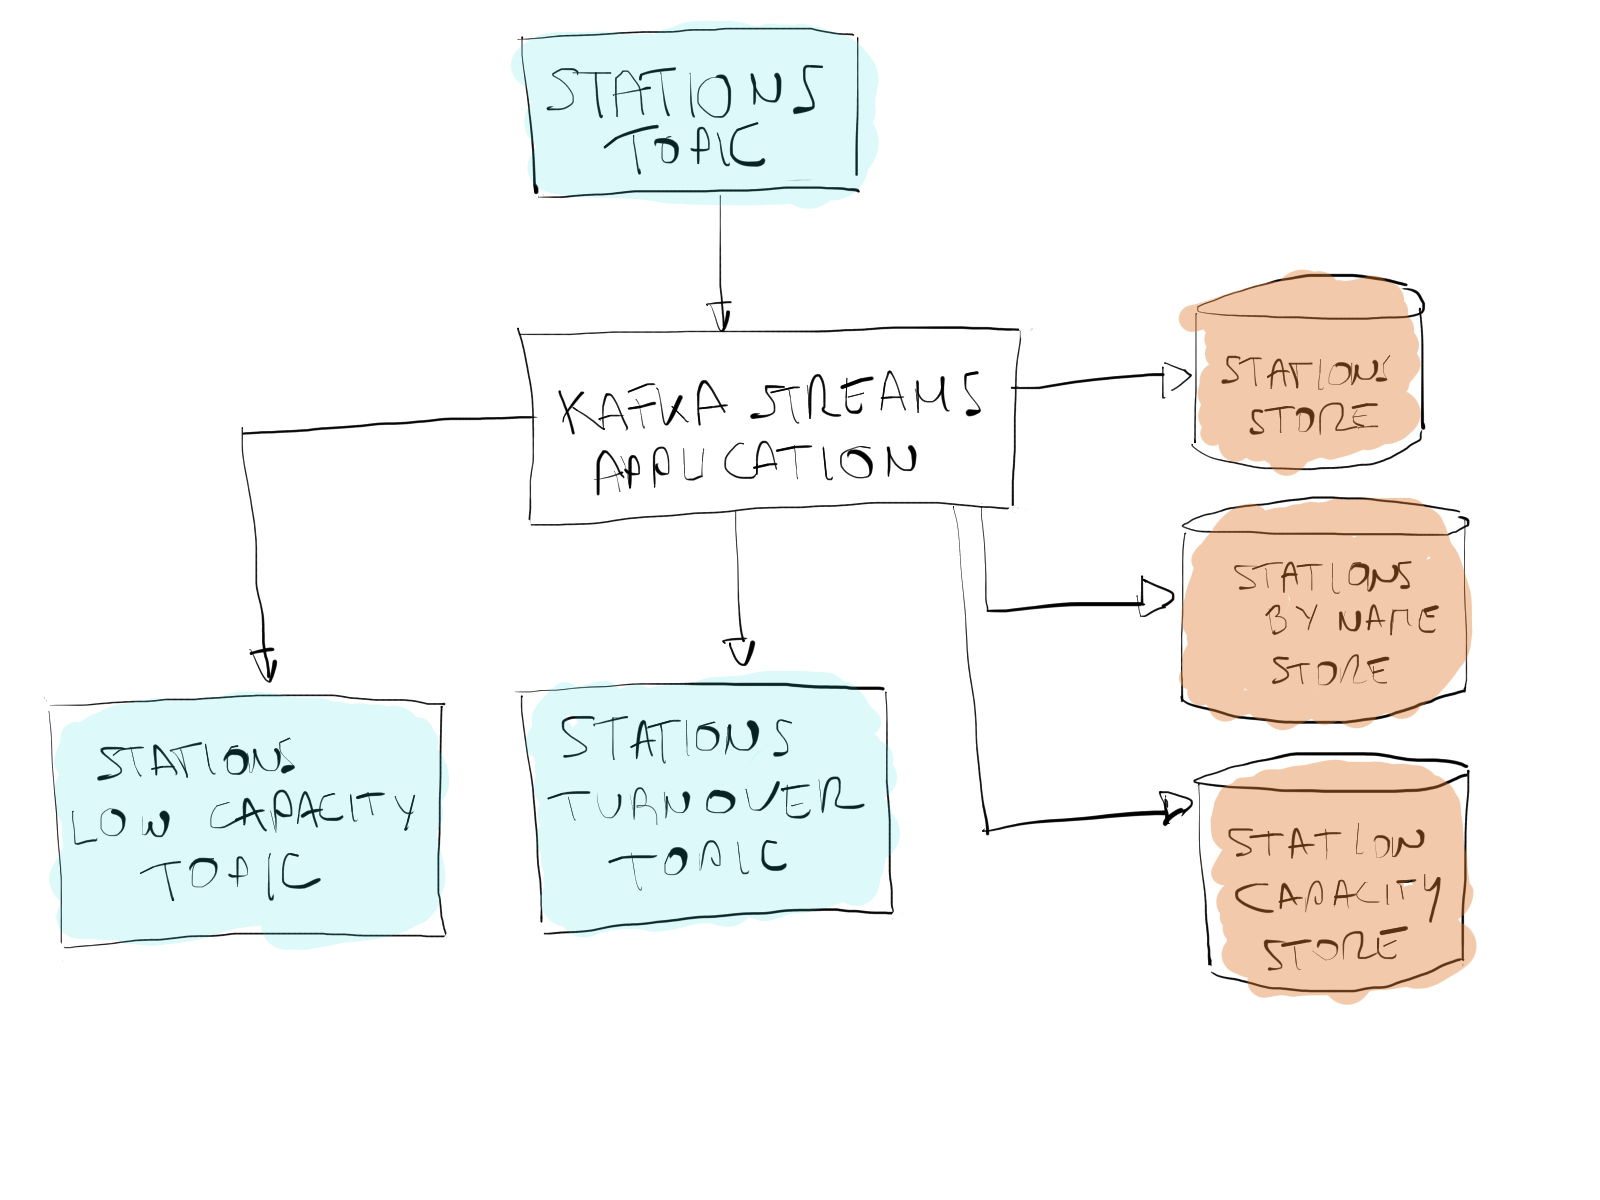 STATIONS
TOPIC
KAFKA STREAMS
APPLICATION
STATIONS
STORE
STATIONS
BY NAME
STORE
STATIONS
LOW CAPACITY
TOPIC
STATIONS
TURNOVER
TOPIC
STATION
CAPACITY
STORE